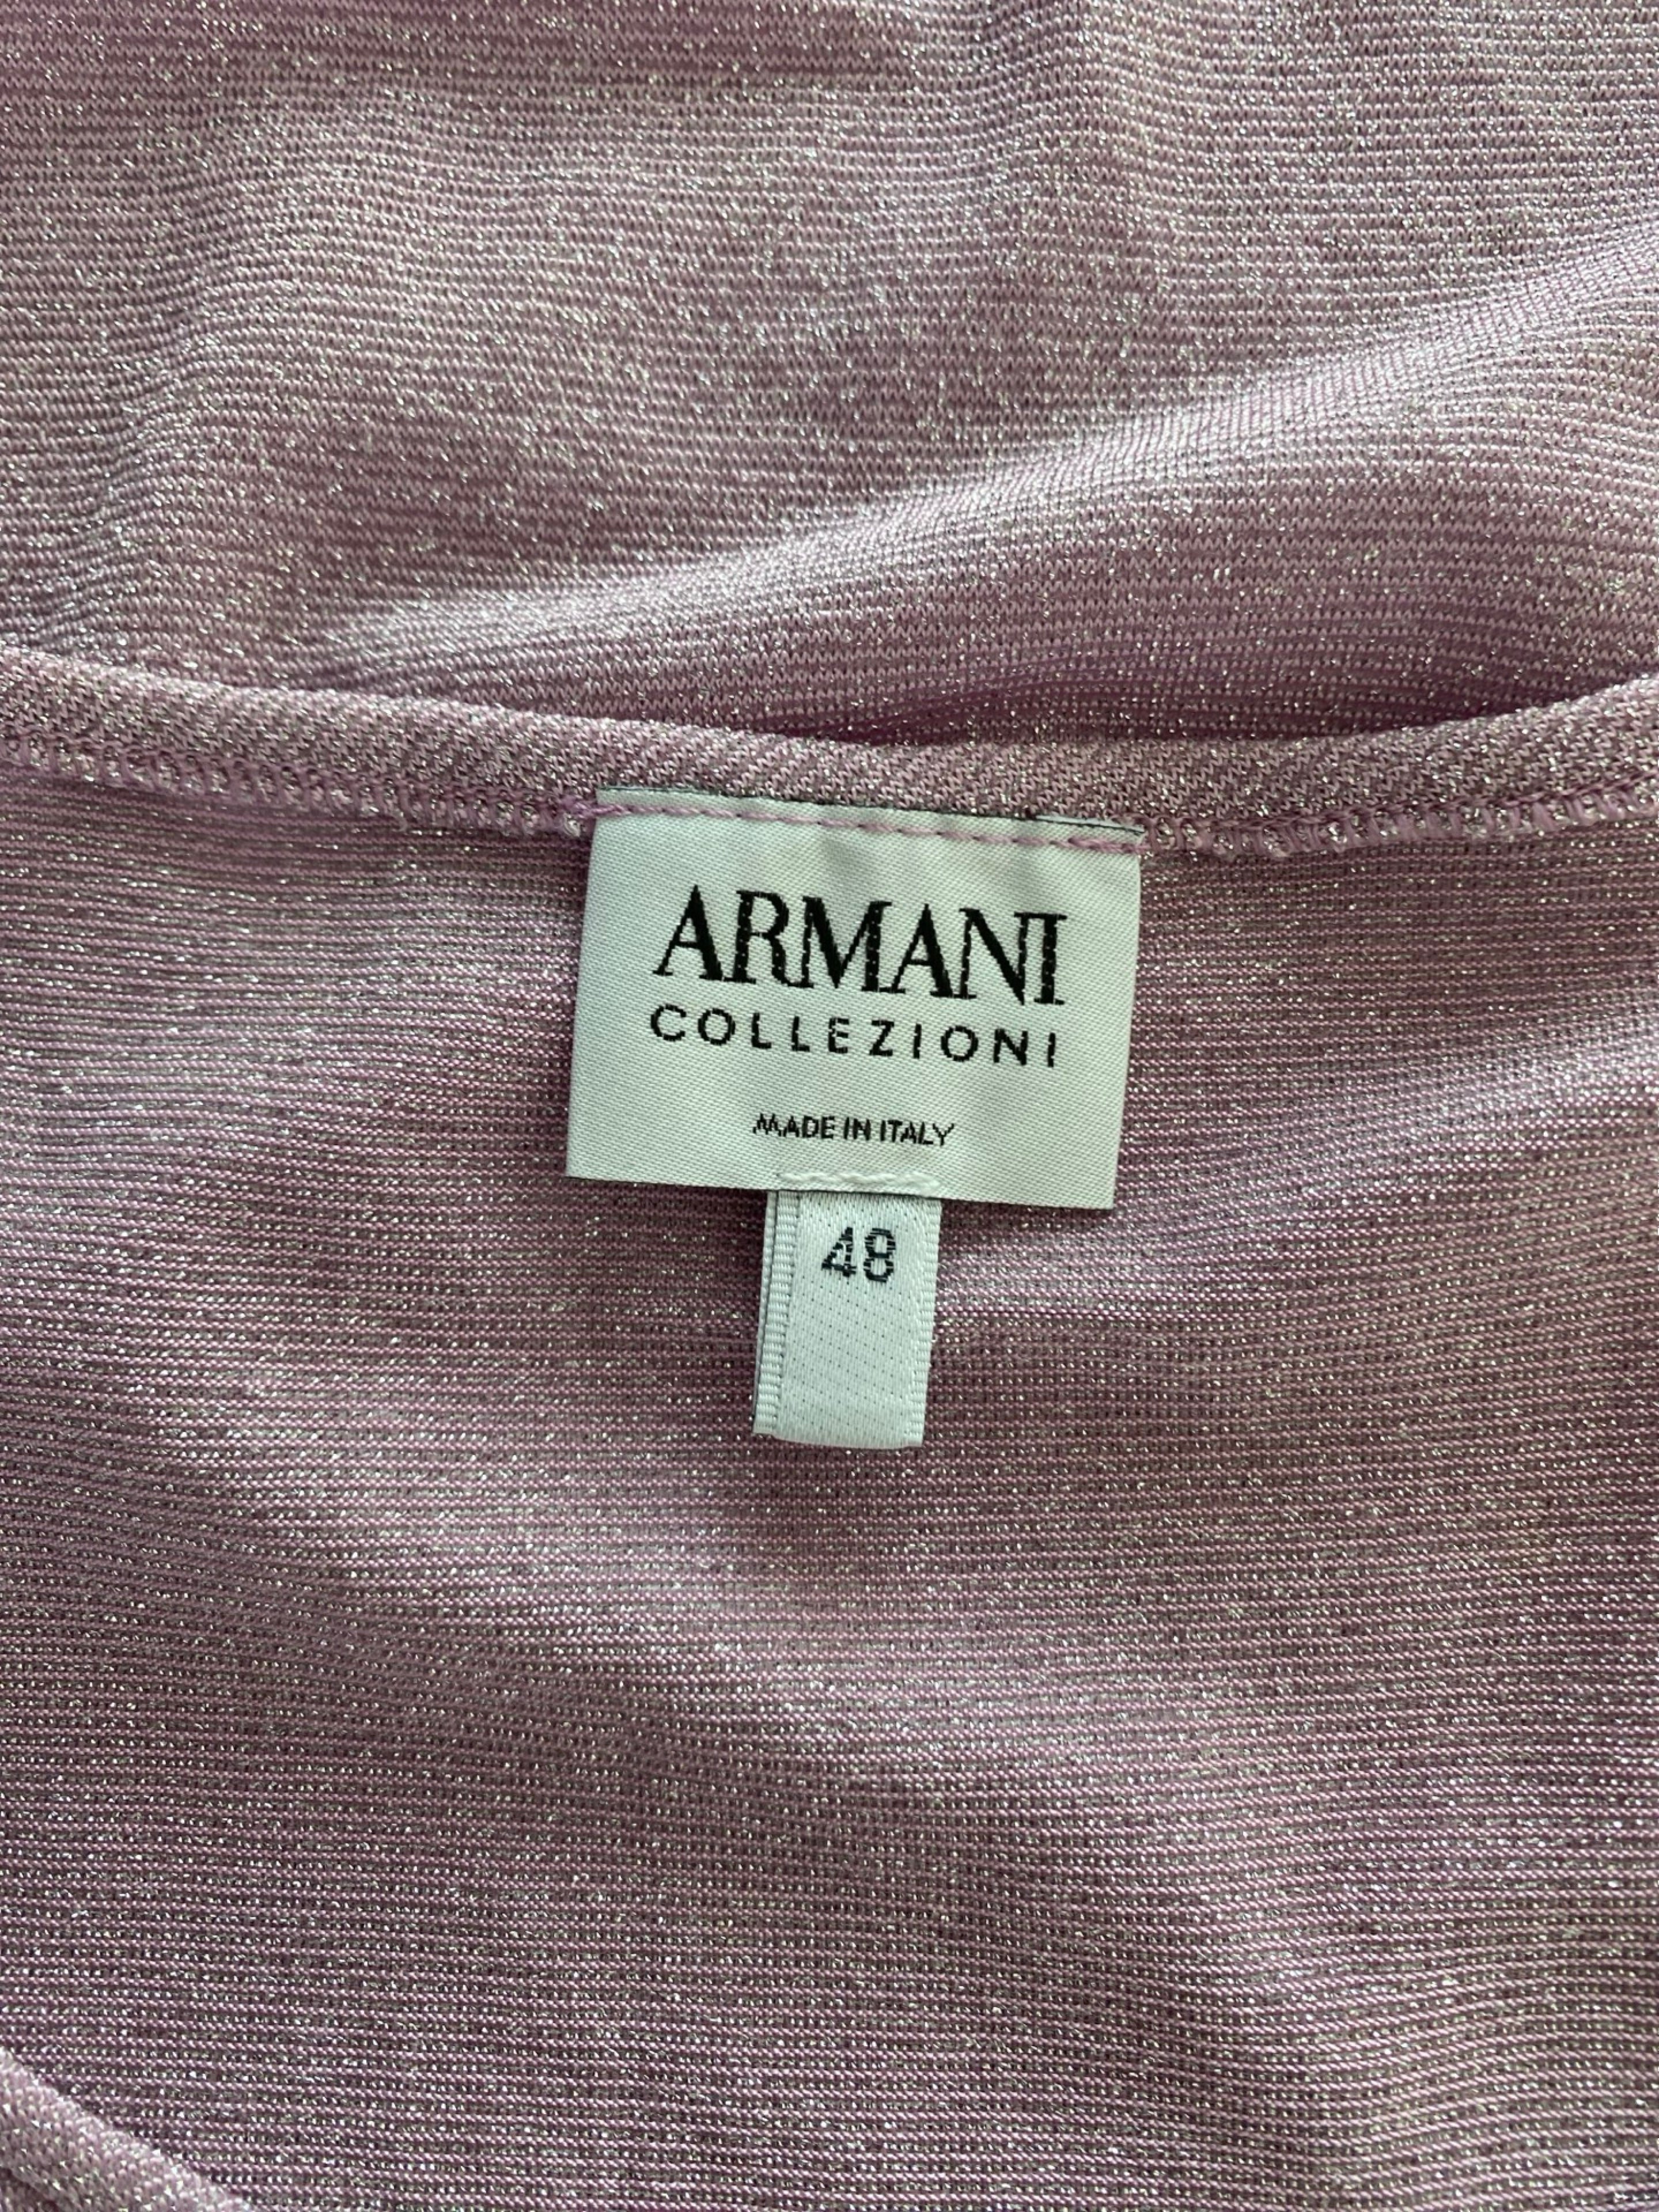 ARMANI
COLLEZIONI
MADE IN ITALY
48